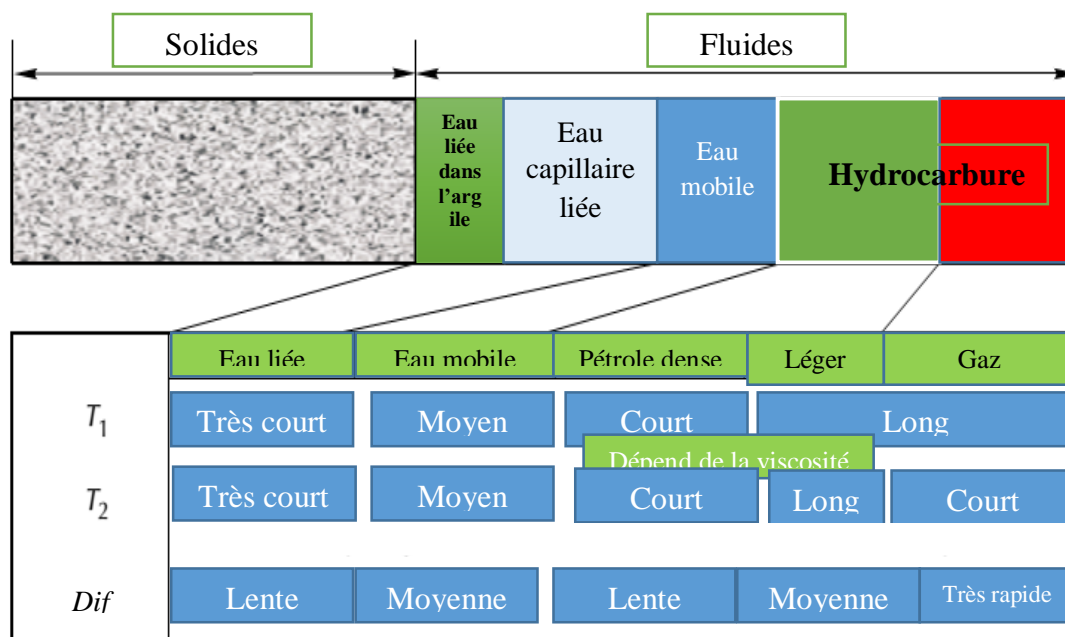 Solides
Fluides
Eau
liée
dans
l’arg
ile
Eau
capillaire
liée
Eau
mobile
Hydrocarbure
Eau liée
Eau mobile
Pétrole dense
Léger
Gaz
T1
Très court
Moyen
Court
Long
Dépend de la viscosité
T2
Très court
Moyen
Court
Long
Court
Dif
Lente
Moyenne
Lente
Moyenne
Très rapide